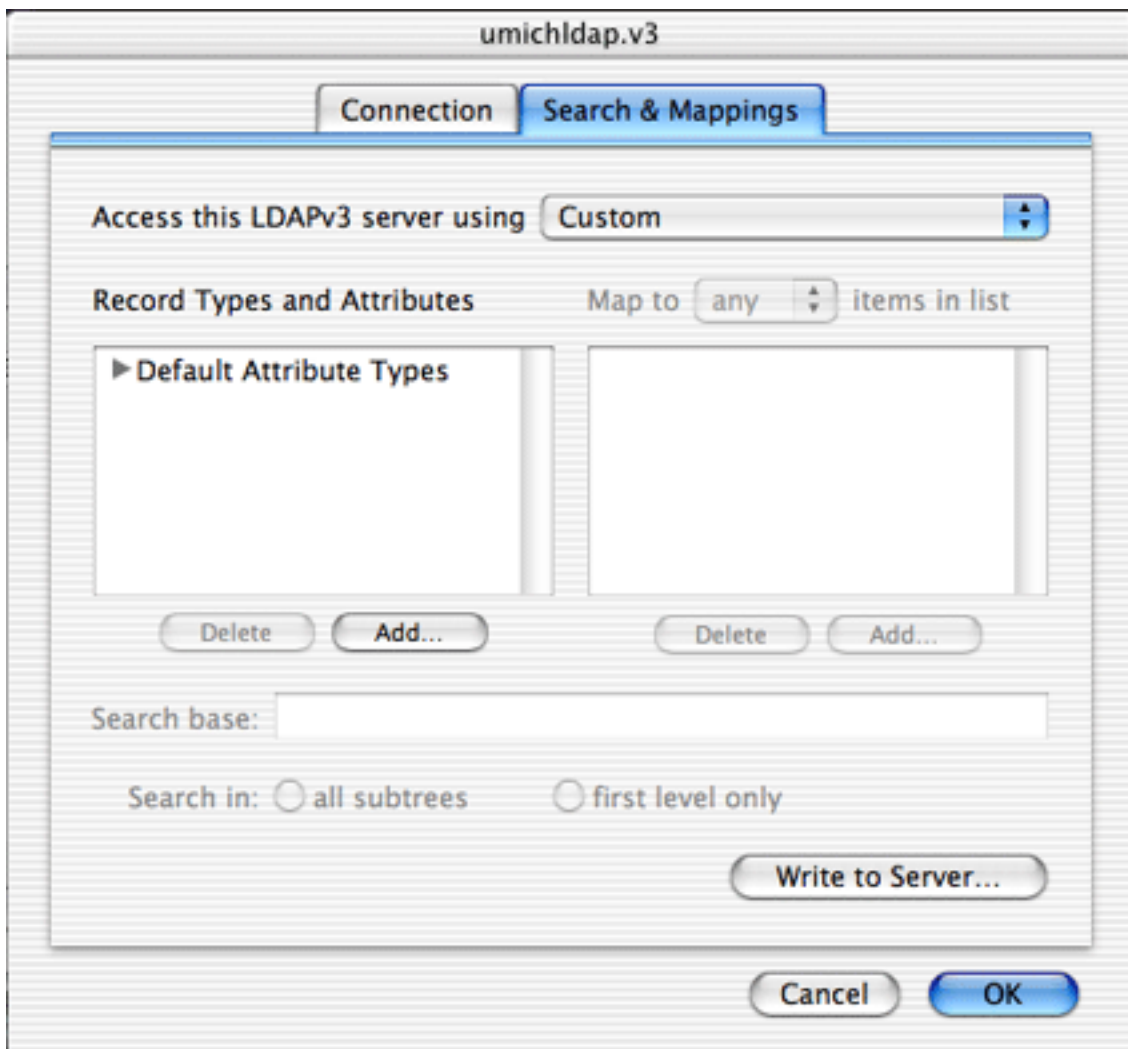 umichldap.v3
Connection Search & Mappings
Access this LDAPv3 server using Custom
Record Types and Attributes Map to any items in list
Default Attribute Types
Delete Add... Delete Add...
Search base:
Search in: all subtrees first level only
Write to Server...
Cancel OK